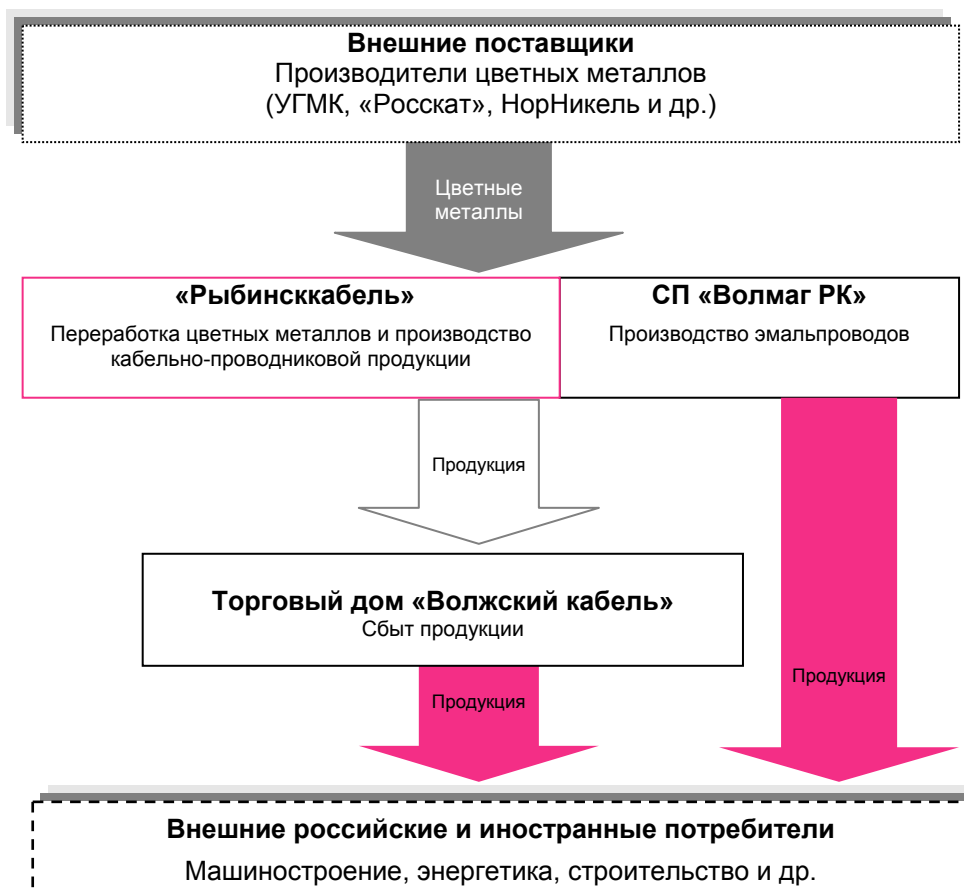 Внешние поставщики
Производители цветных металлов
(УГМК, «Росскат», НорНикель и др.)
Цветные
металлы
«Рыбинсккабель»
Переработка цветных металлов и производство
кабельно-проводниковой продукции
СП «Волмаг РК»
Производство эмальпроводов
Продукция
Торговый дом «Волжский кабель»
Сбыт продукции
Продукция
Продукция
Внешние российские и иностранные потребители
Машиностроение, энергетика, строительство и др.